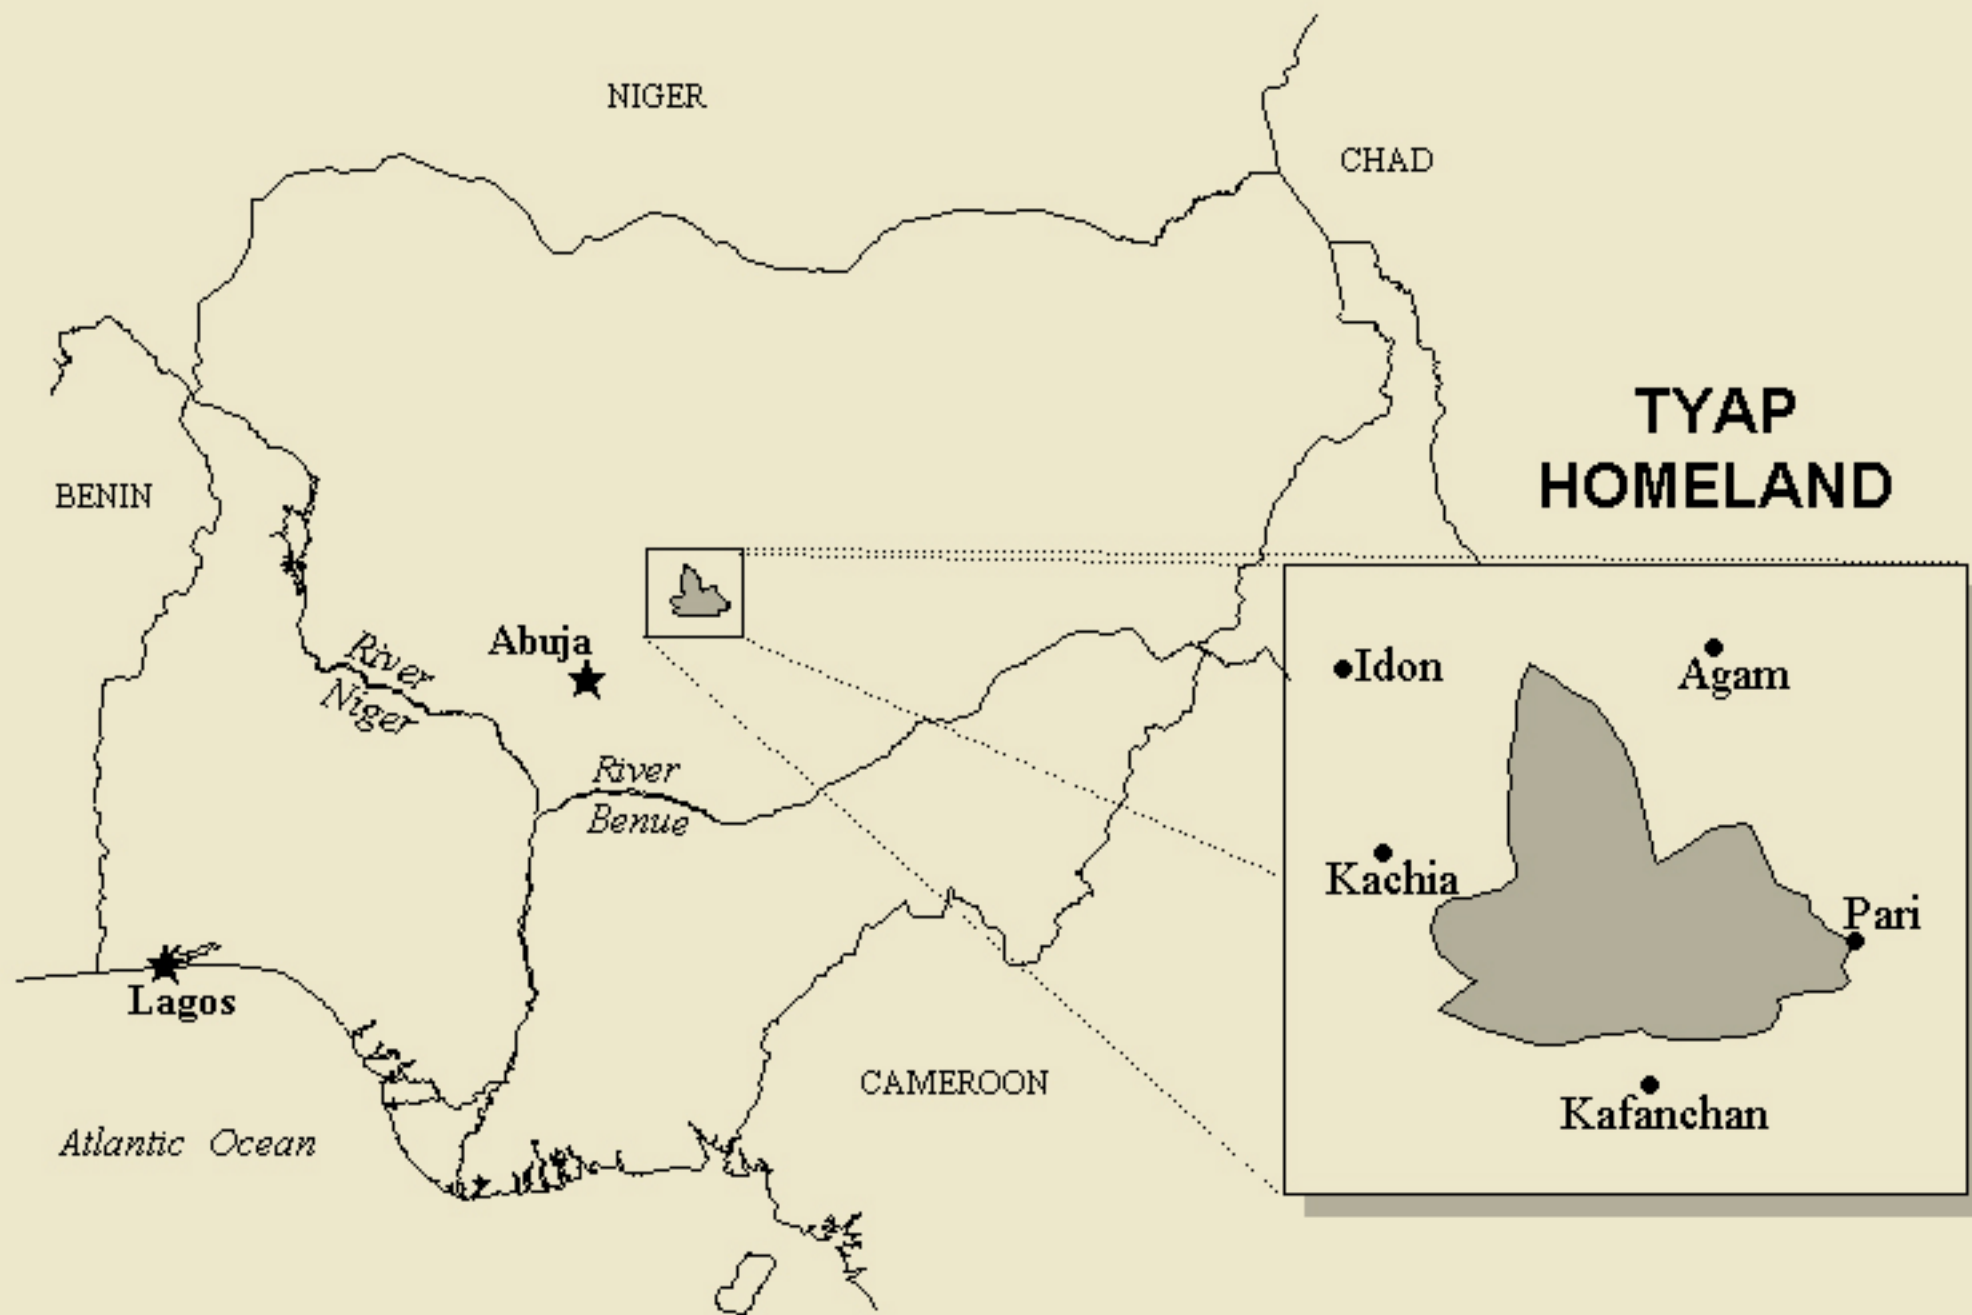 NIGER
CHAD
TYAP
HOMELAND
BENIN
Abuja
River
Niger
River
Benue
Idon
Agam
Kachia
Pari
Kafanchan
Lagos
CAMEROON
Atlantic Ocean